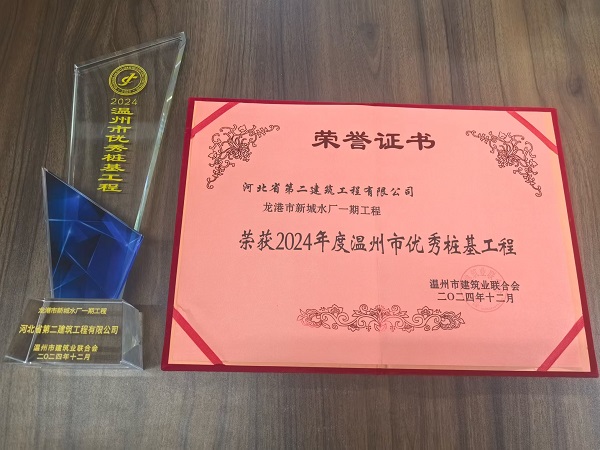 2024
温州市优秀桩基工程
龙港市新城水厂一期工程
河北省第二建筑工程有限公司
温州市建筑业联合会
二〇二四年十二月
荣誉证书
河北省第二建筑工程有限公司
龙港市新城水厂一期工程
荣获2024年度温州市优秀桩基工程
温州市建筑业联合会
二〇二四年十二月